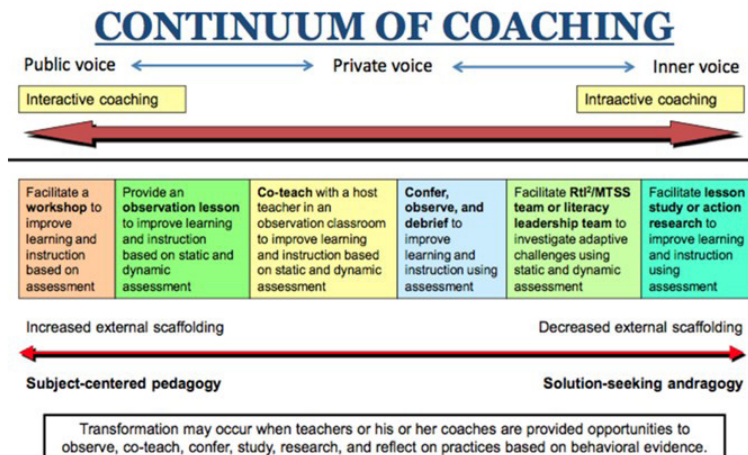 CONTINUUM OF COACHING
Public voice Private voice Inner voice
Interactive coaching Intraactive coaching
Facilitate a
workshop to
improve
learning and
instruction
based on
assessment
Provide an
observation lesson
to improve learning
and instruction
based on static and
dynamic
assessment
Co-teach with a host
teacher in an
observation classroom
to improve learning
and instruction based
on static and dynamic
assessment
Confer,
observe, and
debrief to
improve
learning and
instruction using
assessment
Facilitate RtI²/MTSS
team or literacy
leadership team to
investigate adaptive
challenges using
static and dynamic
assessment
Facilitate lesson
study or action
research to
improve learning
and instruction
using
assessment
Increased external scaffolding Decreased external scaffolding
Subject-centered pedagogy Solution-seeking andragogy
Transformation may occur when teachers or his or her coaches are provided opportunities to
observe, co-teach, confer, study, research, and reflect on practices based on behavioral evidence.